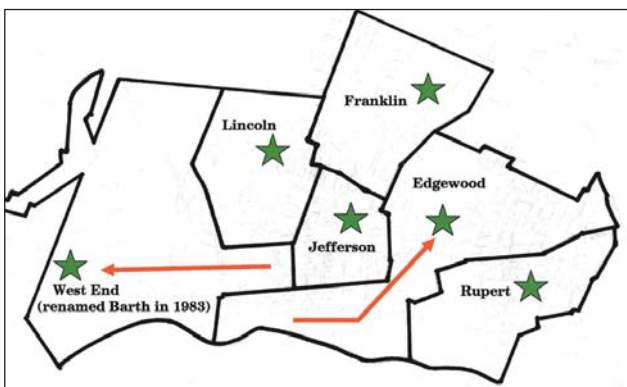 Franklin
Lincoln
Edgewood
Jefferson
West End
(renamed Barth in 1983)
Rupert